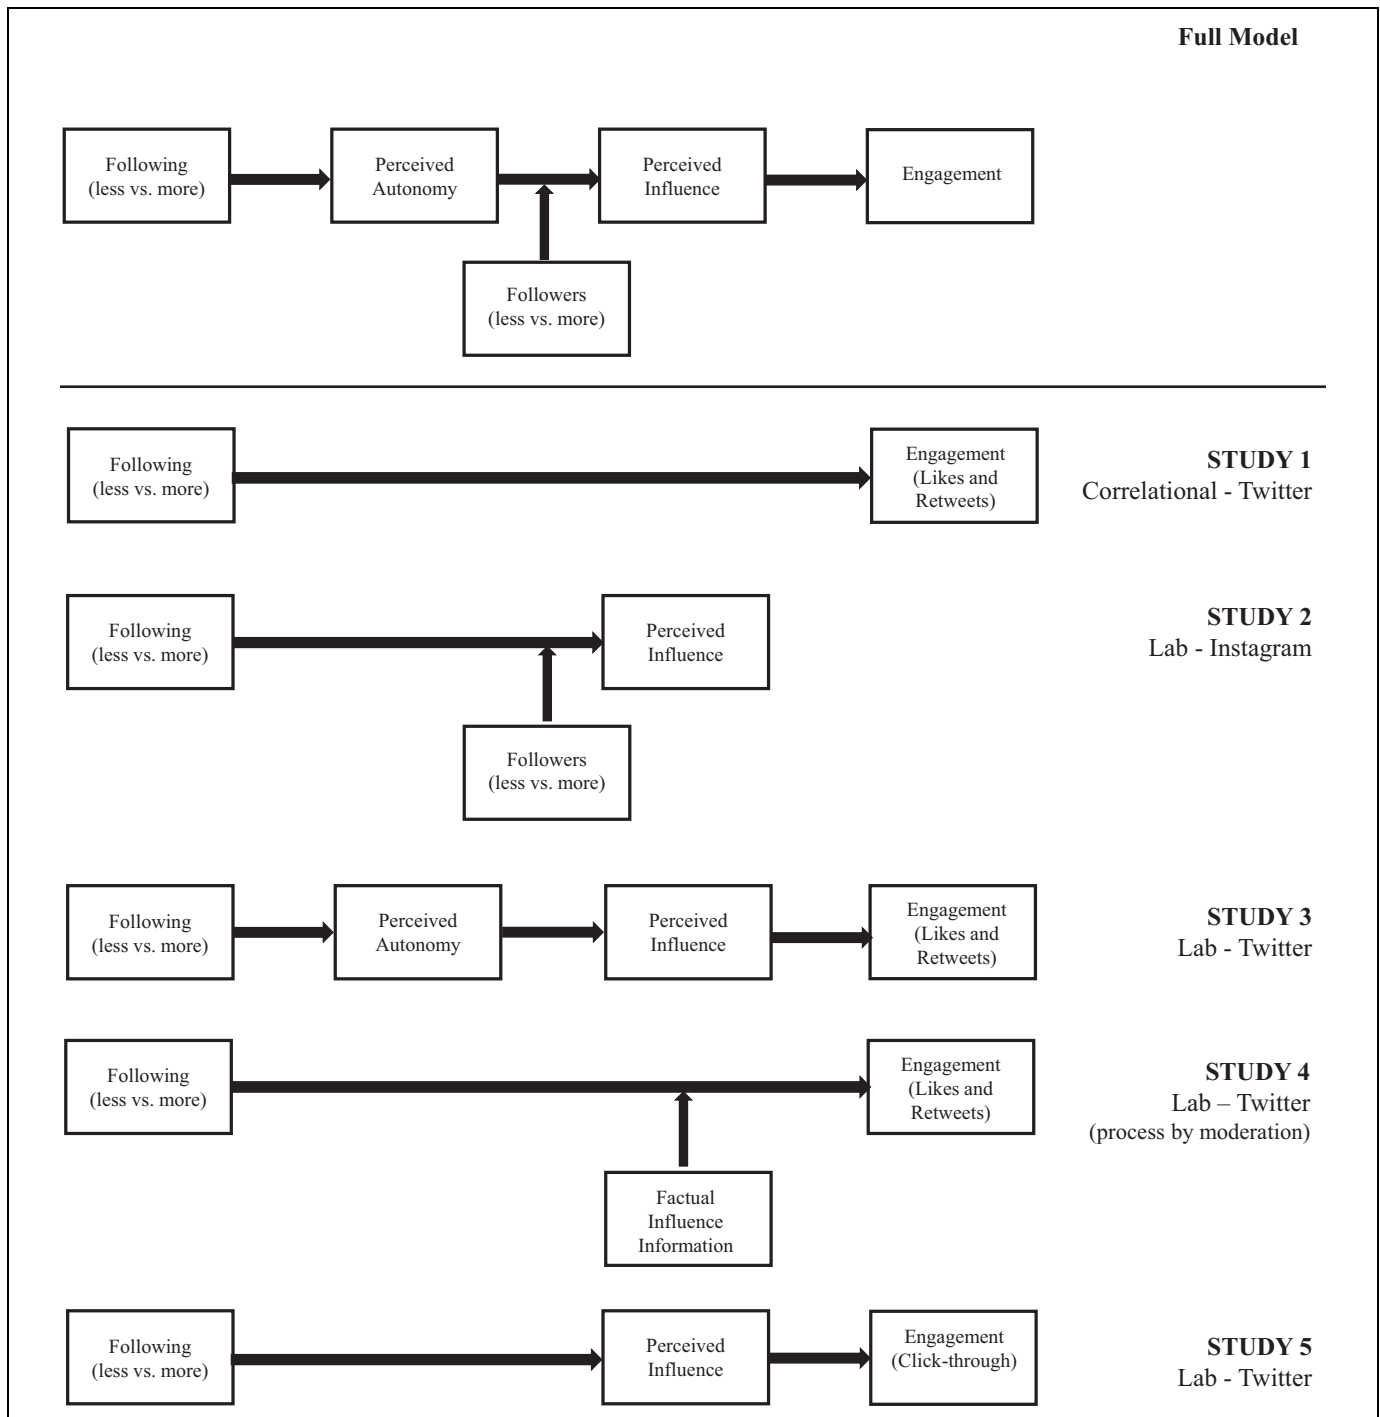 Full Model
Following
(less vs. more)
Perceived
Autonomy
Perceived
Influence
Engagement
Followers
(less vs. more)
Following
(less vs. more)
Engagement
(Likes and
Retweets)
STUDY 1
Correlational - Twitter
Following
(less vs. more)
Perceived
Influence
Followers
(less vs. more)
STUDY 2
Lab - Instagram
Following
(less vs. more)
Perceived
Autonomy
Perceived
Influence
Engagement
(Likes and
Retweets)
STUDY 3
Lab - Twitter
Following
(less vs. more)
Engagement
(Likes and
Retweets)
Factual
Influence
Information
STUDY 4
Lab – Twitter
(process by moderation)
Following
(less vs. more)
Perceived
Influence
Engagement
(Click-through)
STUDY 5
Lab - Twitter